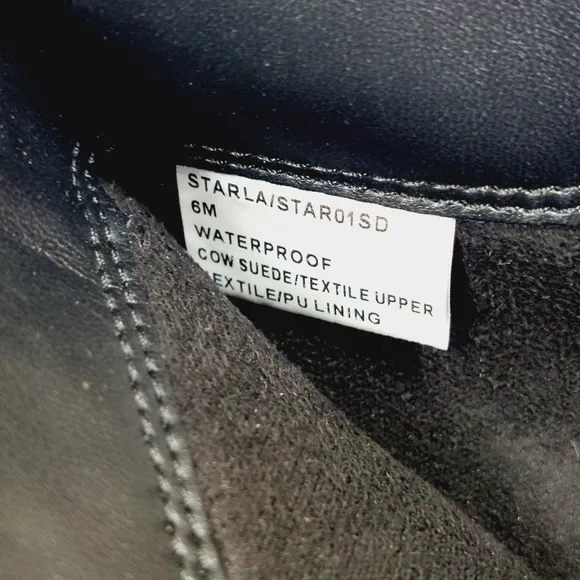 STARLA/STAR01SD
6M
WATERPROOF
COW SUEDE/TEXTILE UPPER
TEXTILE/PU LINING